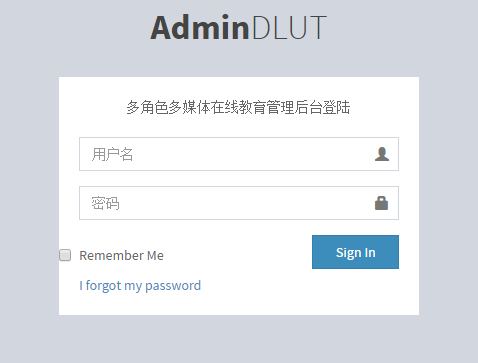 AdminDLUT
多角色多媒体在线教育管理后台登陆
用户名
密码
Remember Me
Sign In
I forgot my password